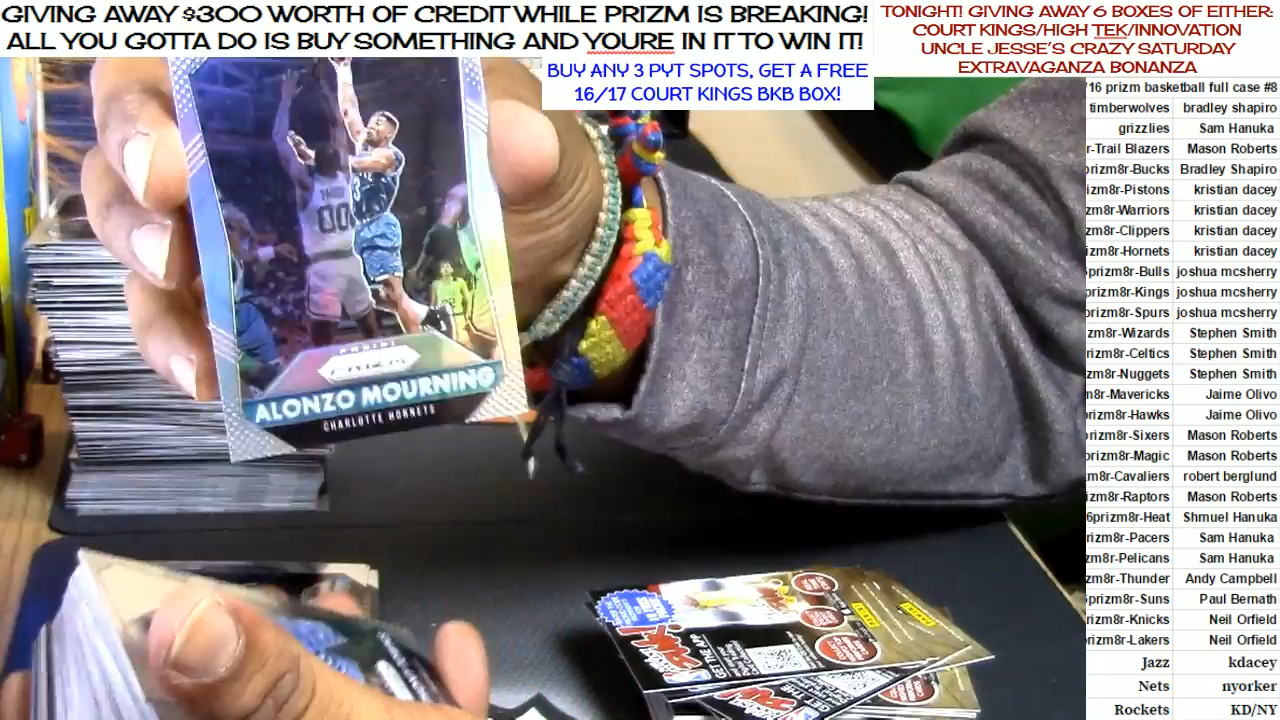 GIVING AWAY $300 WORTH OF CREDIT WHILE PRIZM IS BREAKING!
ALL YOU GOTTA DO IS BUY SOMETHING AND YOURE IN IT TO WIN IT!
BUY ANY 3 PYT SPOTS, GET A FREE
16/17 COURT KINGS BKB BOX!
TONIGHT! GIVING AWAY 6 BOXES OF EITHER:
COURT KINGS/HIGH TEK/INNOVATION
UNCLE JESSE'S CRAZY SATURDAY
EXTRAVAGANZA BONANZA
/16 prizm basketball full case #8
timberwolves bradley shapiro
grizzlies Sam Hanuka
r-Trail Blazers Mason Roberts
prizm8r-Bucks Bradley Shapiro
izm8r-Pistons kristian dacey
zm8r-Warriors kristian dacey
zm8r-Clippers kristian dacey
izm8r-Hornets kristian dacey
prizm8r-Bulls joshua mcsherry
prizm8r-Kings joshua mcsherry
prizm8r-Spurs joshua mcsherry
zm8r-Wizards Stephen Smith
izm8r-Celtics Stephen Smith
zm8r-Nuggets Stephen Smith
m8r-Mavericks Jaime Olivo
rizm8r-Hawks Jaime Olivo
prizm8r-Sixers Mason Roberts
rizm8r-Magic Mason Roberts
m8r-Cavaliers robert berglund
izm8r-Raptors Mason Roberts
6prizm8r-Heat Shmuel Hanuka
rizm8r-Pacers Sam Hanuka
zm8r-Pelicans Sam Hanuka
zm8r-Thunder Andy Campbell
prizm8r-Suns Paul Bernath
rizm8r-Knicks Neil Orfield
rizm8r-Lakers Neil Orfield
Jazz kdacey
Nets nyorker
Rockets KD/NY
00
PANINI
PRIZM
ALONZO MOURNING
CHARLOTTE HORNETS
GET THE APP
PANINI